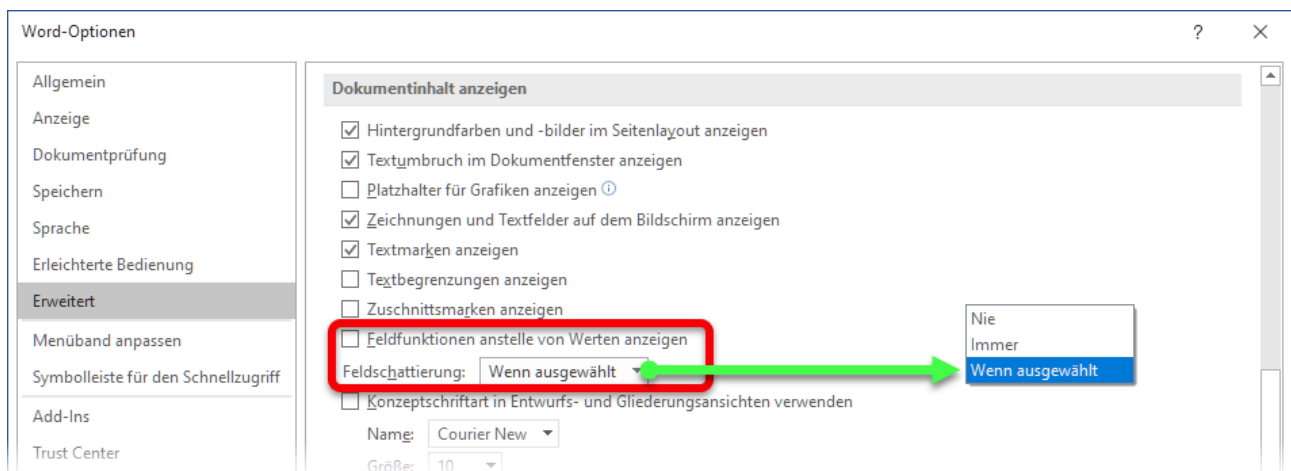 Word-Optionen
?
Allgemein
Anzeige
Dokumentprüfung
Speichern
Sprache
Erleichterte Bedienung
Erweitert
Menüband anpassen
Symbolleiste für den Schnellzugriff
Add-Ins
Trust Center
Dokumentinhalt anzeigen
Hintergrundfarben und -bilder im Seitenlayout anzeigen
Textumbruch im Dokumentfenster anzeigen
Platzhalter für Grafiken anzeigen
Zeichnungen und Textfelder auf dem Bildschirm anzeigen
Textmarken anzeigen
Textbegrenzungen anzeigen
Zuschnittsmarken anzeigen
Feldfunktionen anstelle von Werten anzeigen
Feldschattierung: Wenn ausgewählt
Konzeptschriftart in Entwurfs- und Gliederungsansichten verwenden
Name: Courier New
Größe: 10
Nie
Immer
Wenn ausgewählt